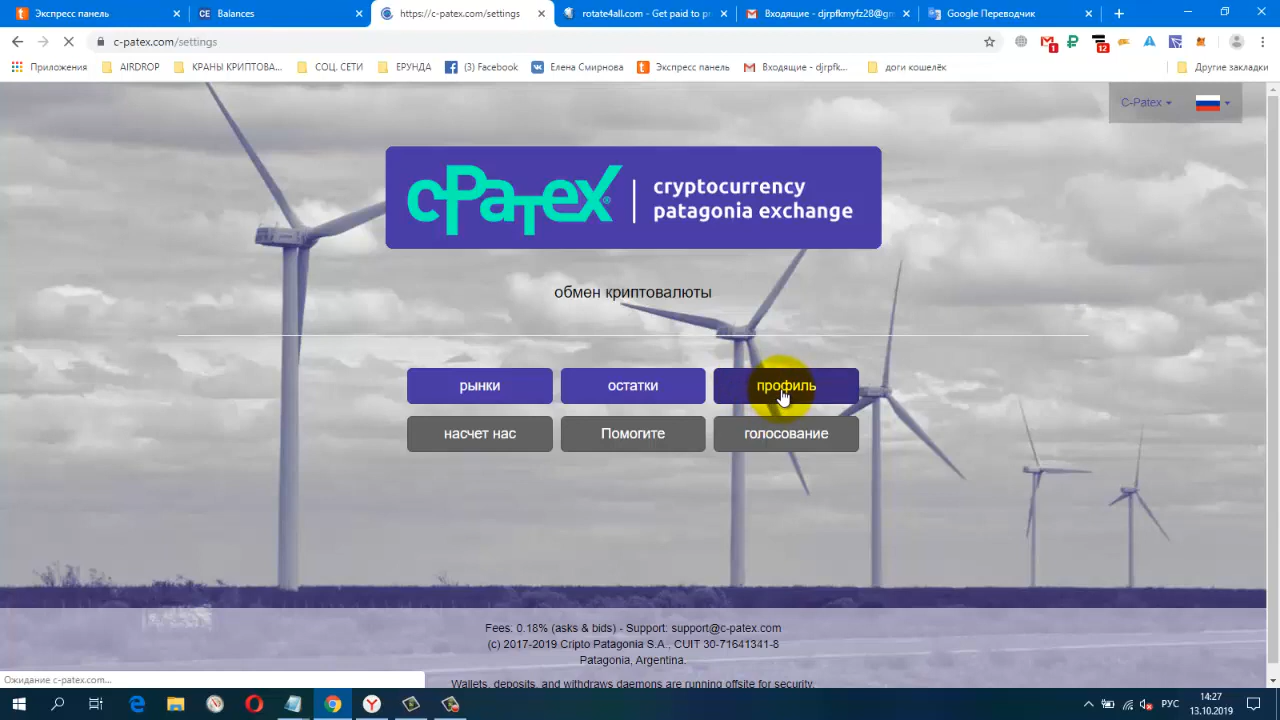 Экспресс панель
Balances
https://c-patex.com/settings
rotate4all.com - Get paid to pr
Входящие - djrpfkmyfz28@gm
Google Переводчик
c-patex.com/settings
1
12
Приложения
AIRDROP
КРАНЫ КРИПТОВА...
СОЦ. СЕТИ
ЕРУНДА
(3) Facebook
Елена Смирнова
Экспресс панель
Входящие - djrpfk...
доги кошелёк
Другие закладки
C-Patex
cPatex®
cryptocurrency
patagonia exchange
обмен криптовалюты
рынки
остатки
профиль
насчет нас
Помогите
голосование
Fees: 0.18% (asks & bids) - Support: support@c-patex.com
(c) 2017-2019 Cripto Patagonia S.A., CUIT 30-71641341-8
Patagonia, Argentina.
Wallets, deposits, and withdraws daemons are running offsite for security.
Ожидание c-patex.com...
РУС
14:27
13.10.2019